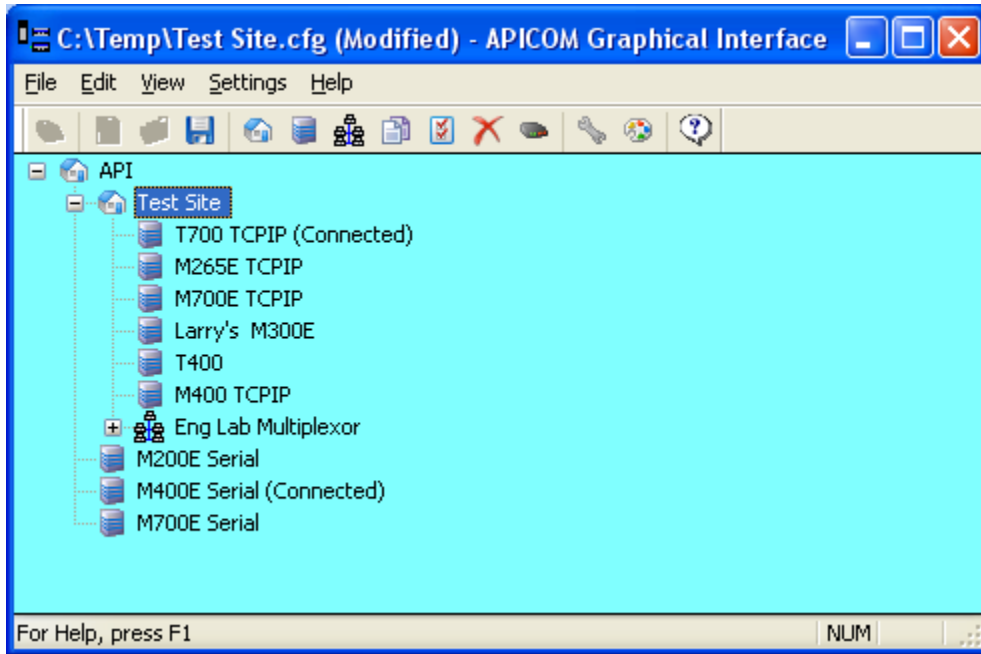 C:\Temp\Test Site.cfg (Modified) - APICOM Graphical Interface
File Edit View Settings Help
API
Test Site
T700 TCPIP (Connected)
M265E TCPIP
M700E TCPIP
Larry's  M300E
T400
M400 TCPIP
Eng Lab Multiplexor
M200E Serial
M400E Serial (Connected)
M700E Serial
For Help, press F1 NUM